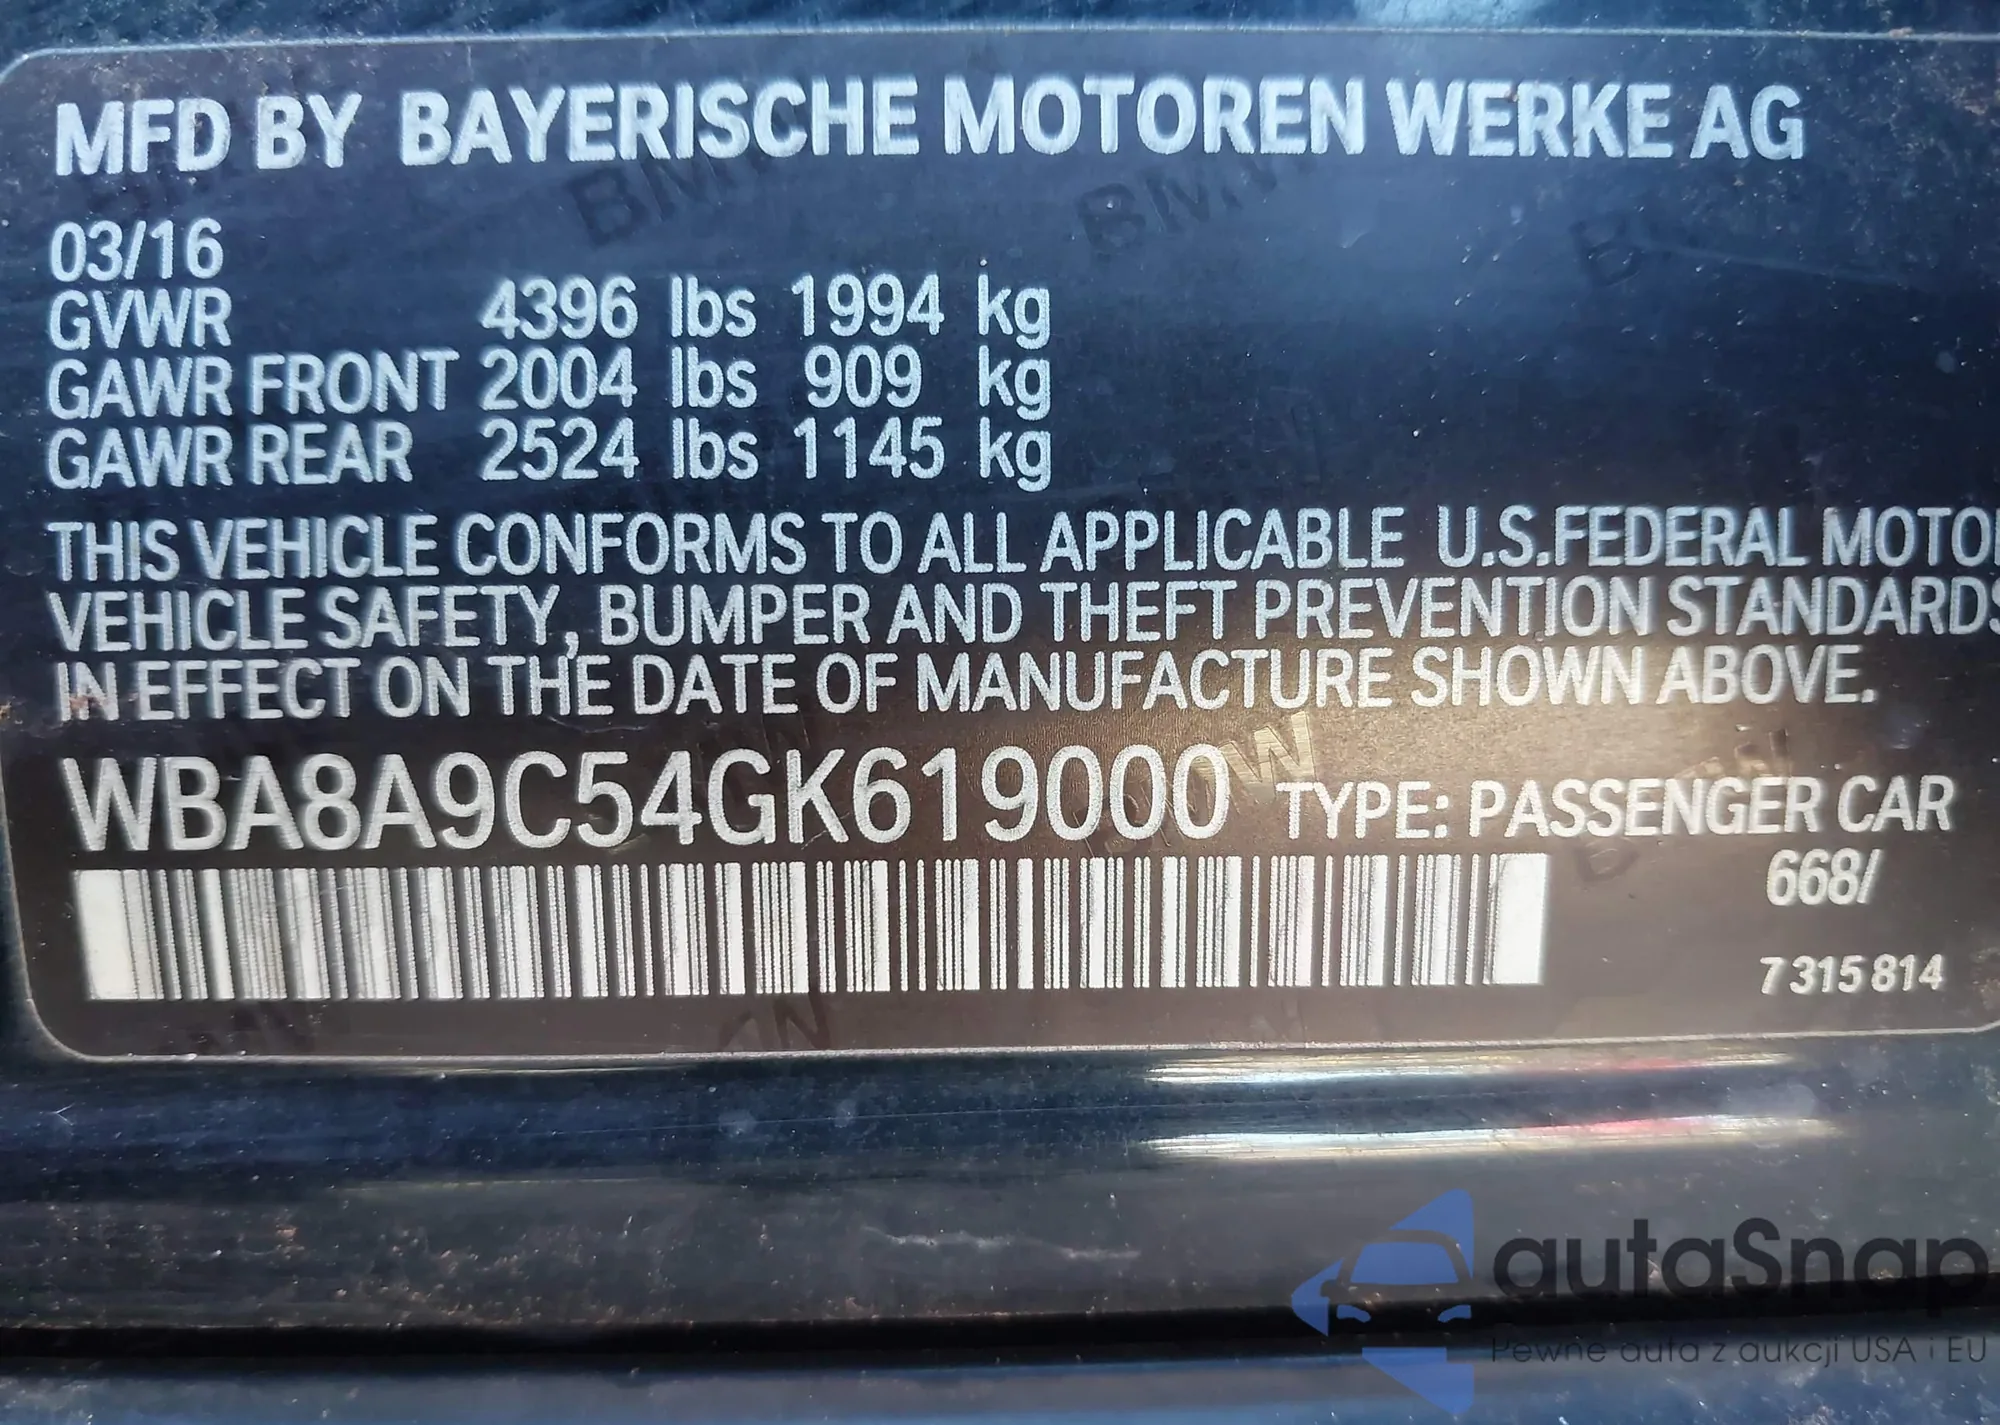 MFD BY BAYERISCHE MOTOREN WERKE AG
03/16
GVWR 4396 lbs 1994 kg
GAWR FRONT 2004 lbs 909 kg
GAWR REAR 2524 lbs 1145 kg
THIS VEHICLE CONFORMS TO ALL APPLICABLE U.S.FEDERAL MOTO
VEHICLE SAFETY, BUMPER AND THEFT PREVENTION STANDARDS
IN EFFECT ON THE DATE OF MANUFACTURE SHOWN ABOVE.
WBA8A9C54GK619000 TYPE: PASSENGER CAR
668/
7 315 814
autaSnap
Pewne auta z aukcji USA i EU